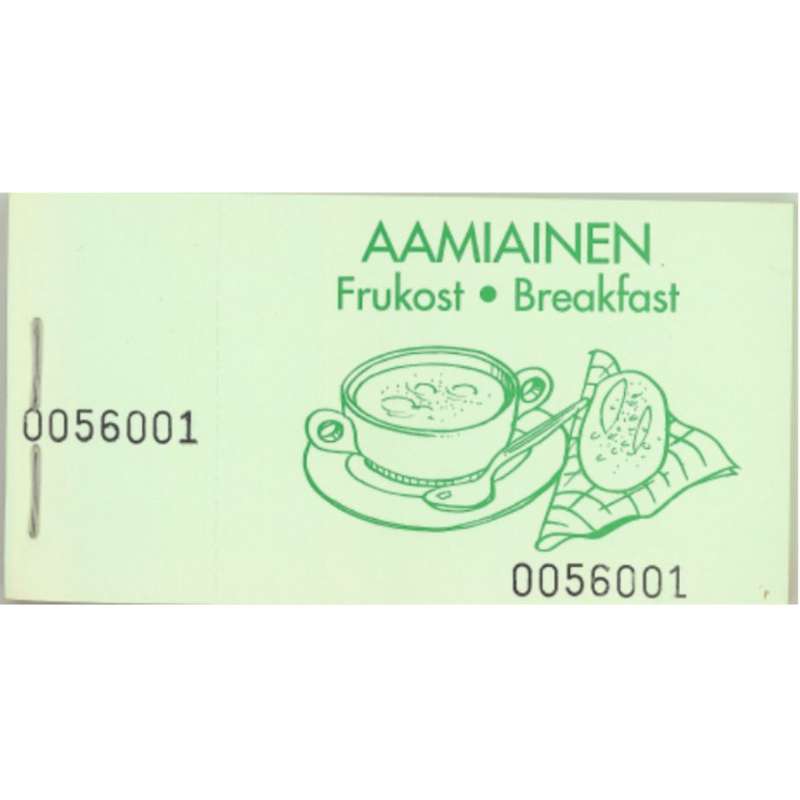 AAMIAINEN
Frukost • Breakfast
0056001
0056001